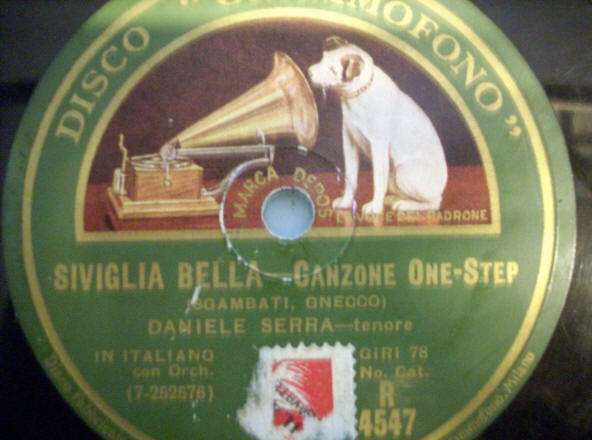 DISCO "GRAMMOFONO"
MARCA DEPOS
LA VOCE DEL PADRONE
SIVIGLIA BELLA - CANZONE ONE-STEP
(SGAMBATI, GNECCO)
DANIELE SERRA—tenore
IN ITALIANO GIRI 78
con Orch. No. Cat.
(7-252576) R
4547
Milano